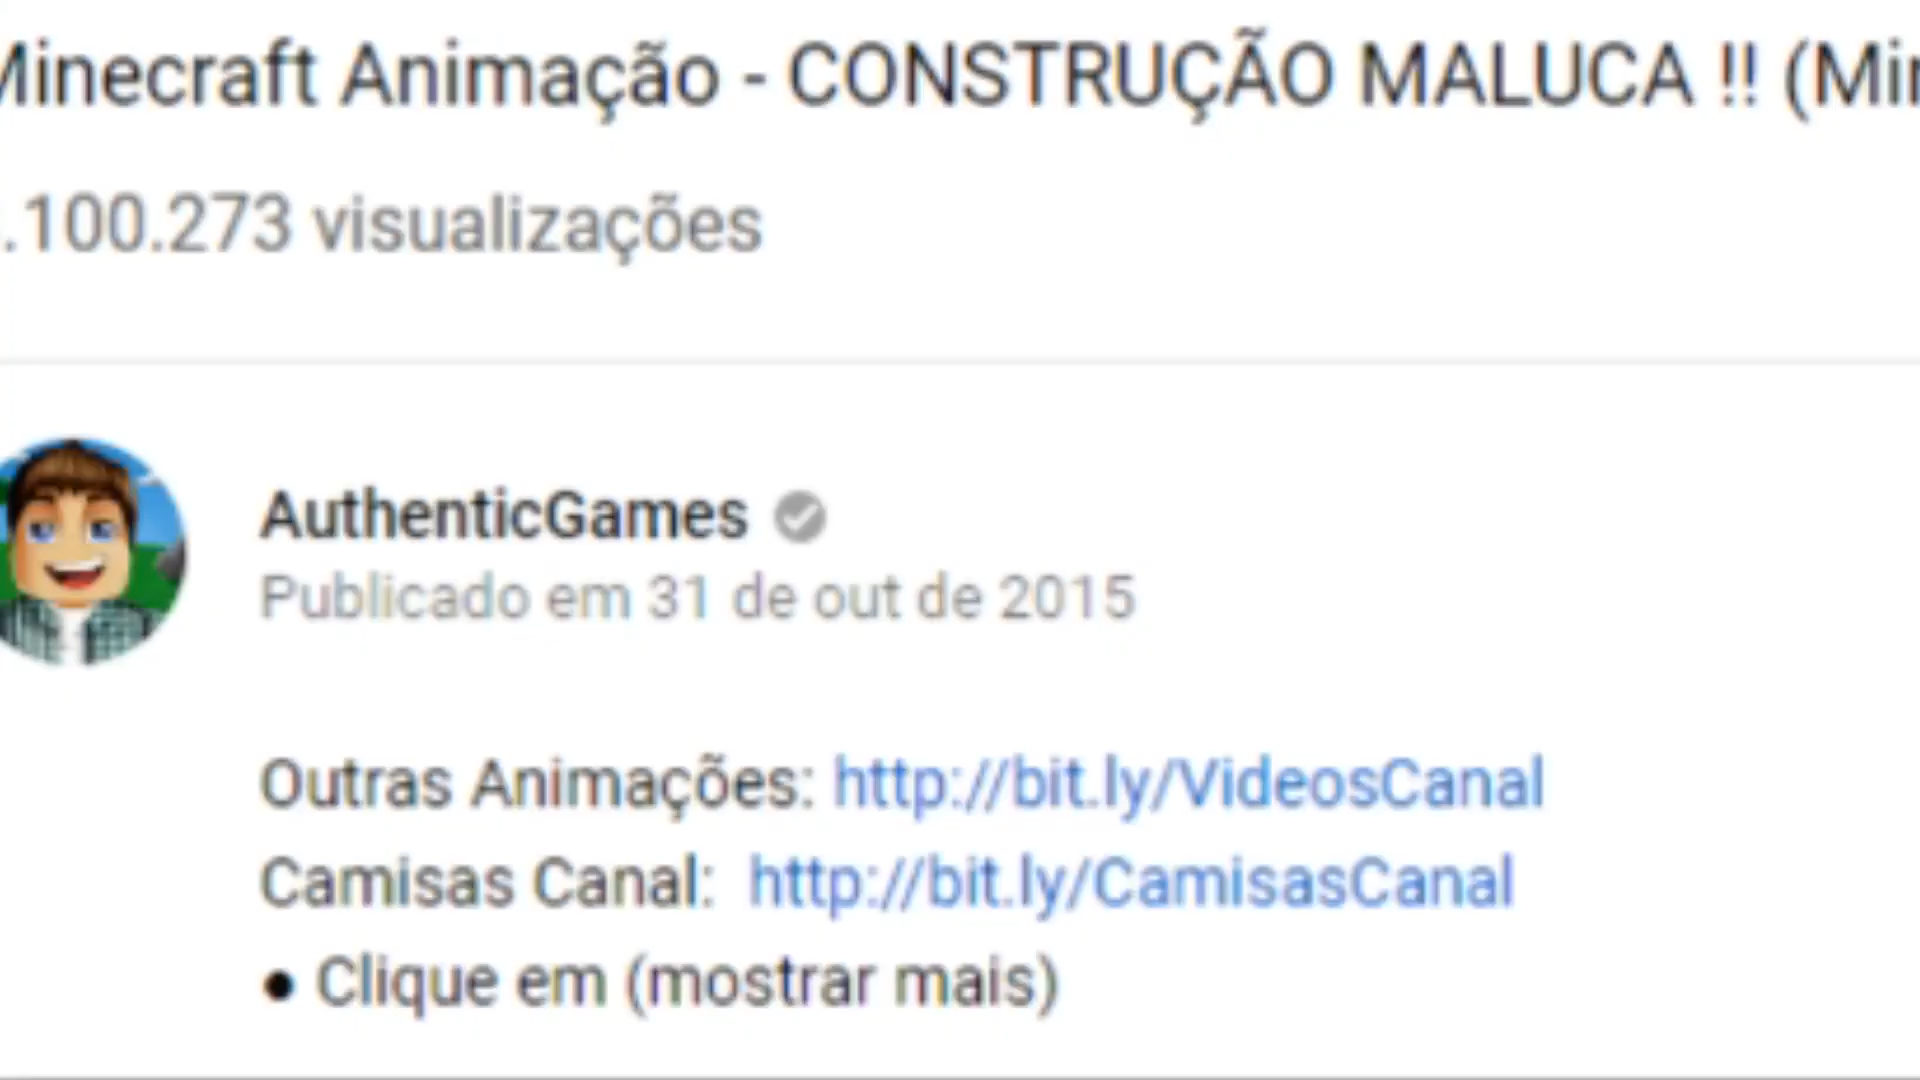 Minecraft Animação - CONSTRUÇÃO MALUCA !! (Min
.100.273 visualizações
AuthenticGames
Publicado em 31 de out de 2015
Outras Animações: http://bit.ly/VideosCanal
Camisas Canal: http://bit.ly/CamisasCanal
● Clique em (mostrar mais)